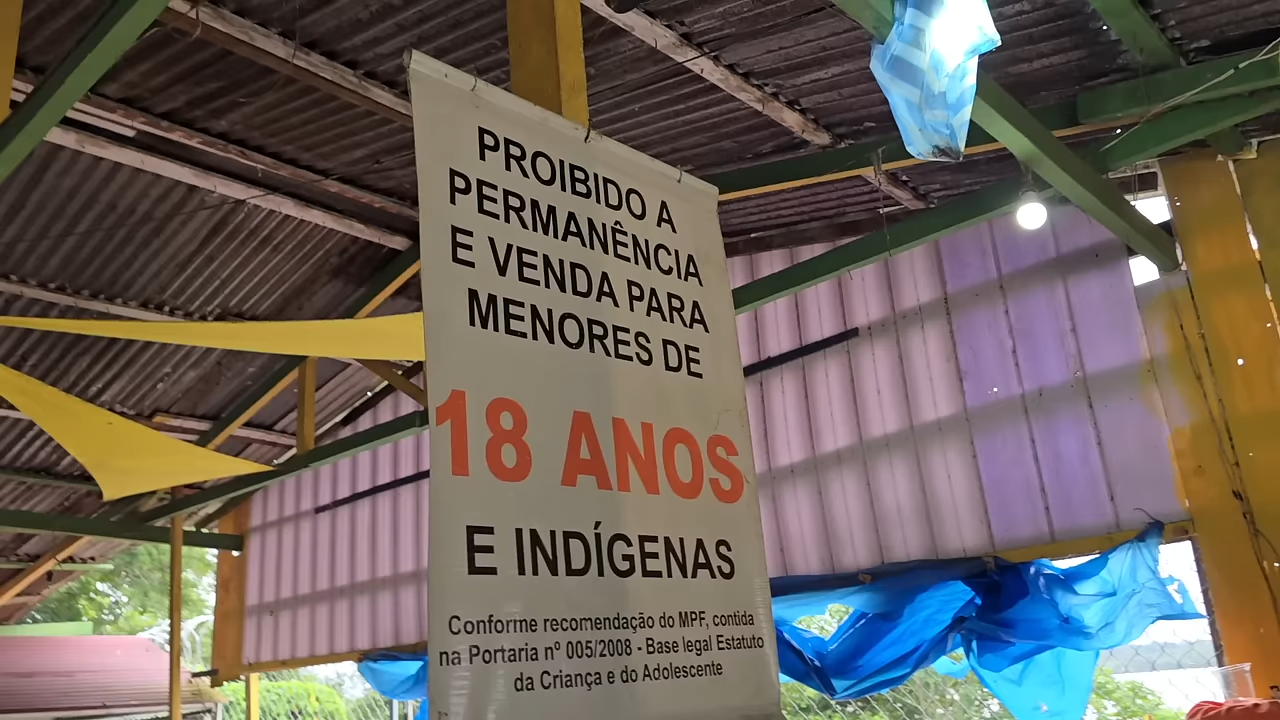 PROIBIDO A
PERMANÊNCIA
E VENDA PARA
MENORES DE
18 ANOS
E INDÍGENAS
Conforme recomendação do MPF, contida
na Portaria nº 005/2008 - Base legal Estatuto
da Criança e do Adolescente